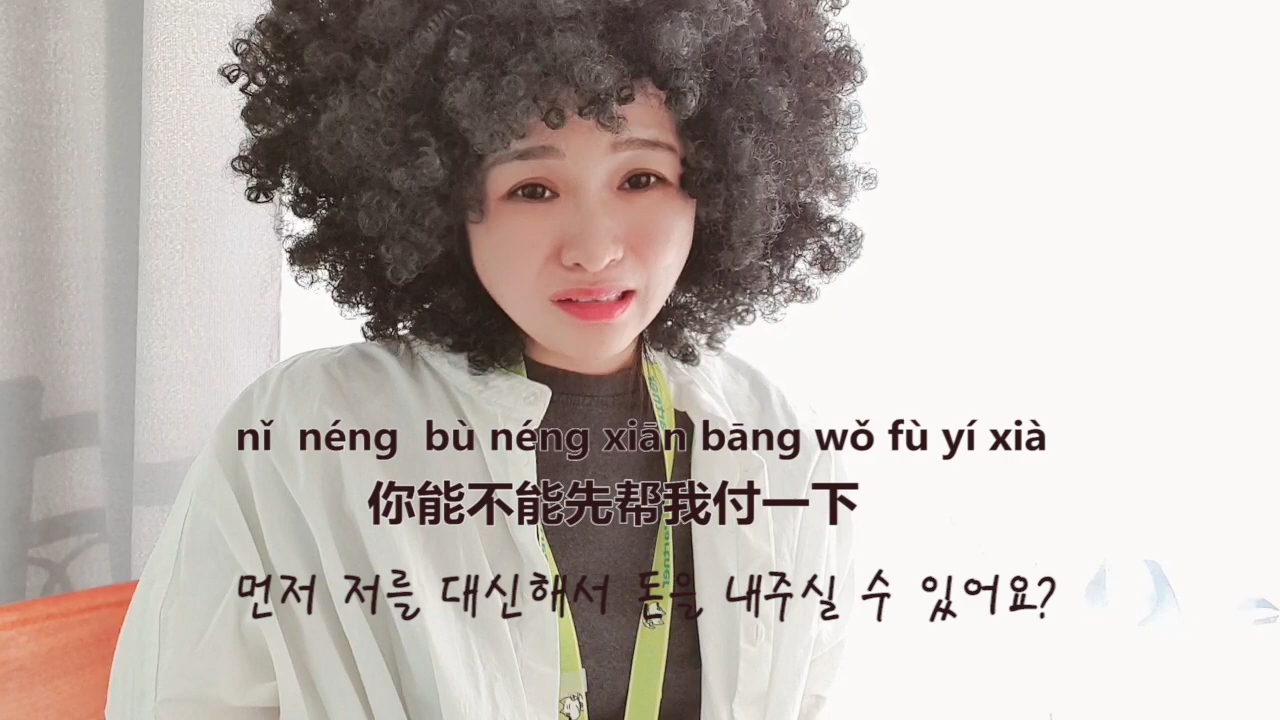 nǐ néng bù néng xiān bāng wǒ fù yí xià
你能不能先帮我付一下
먼저 저를 대신해서 돈을 내주실 수 있어요?